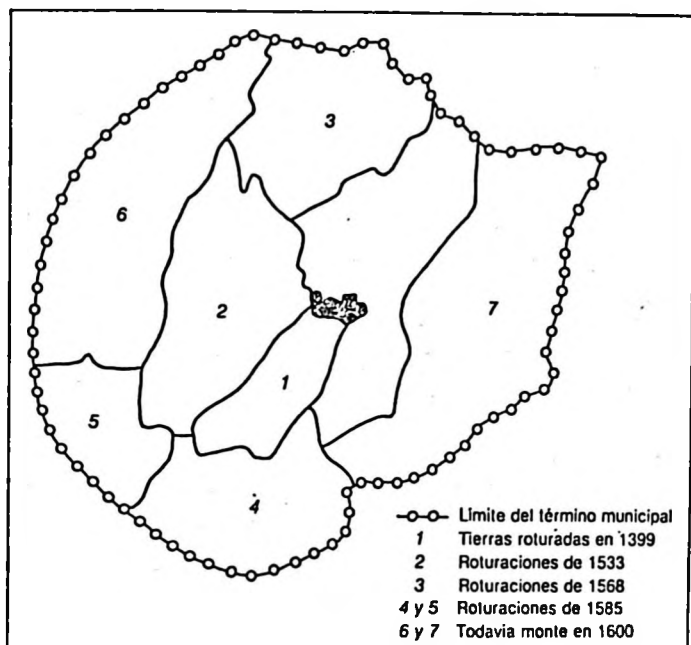 3
6
7
2
1
5
4
Límite del término municipal
1 Tierras roturadas en 1399
2 Roturaciones de 1533
3 Roturaciones de 1568
4 y 5 Roturaciones de 1585
6 y 7 Todavia monte en 1600